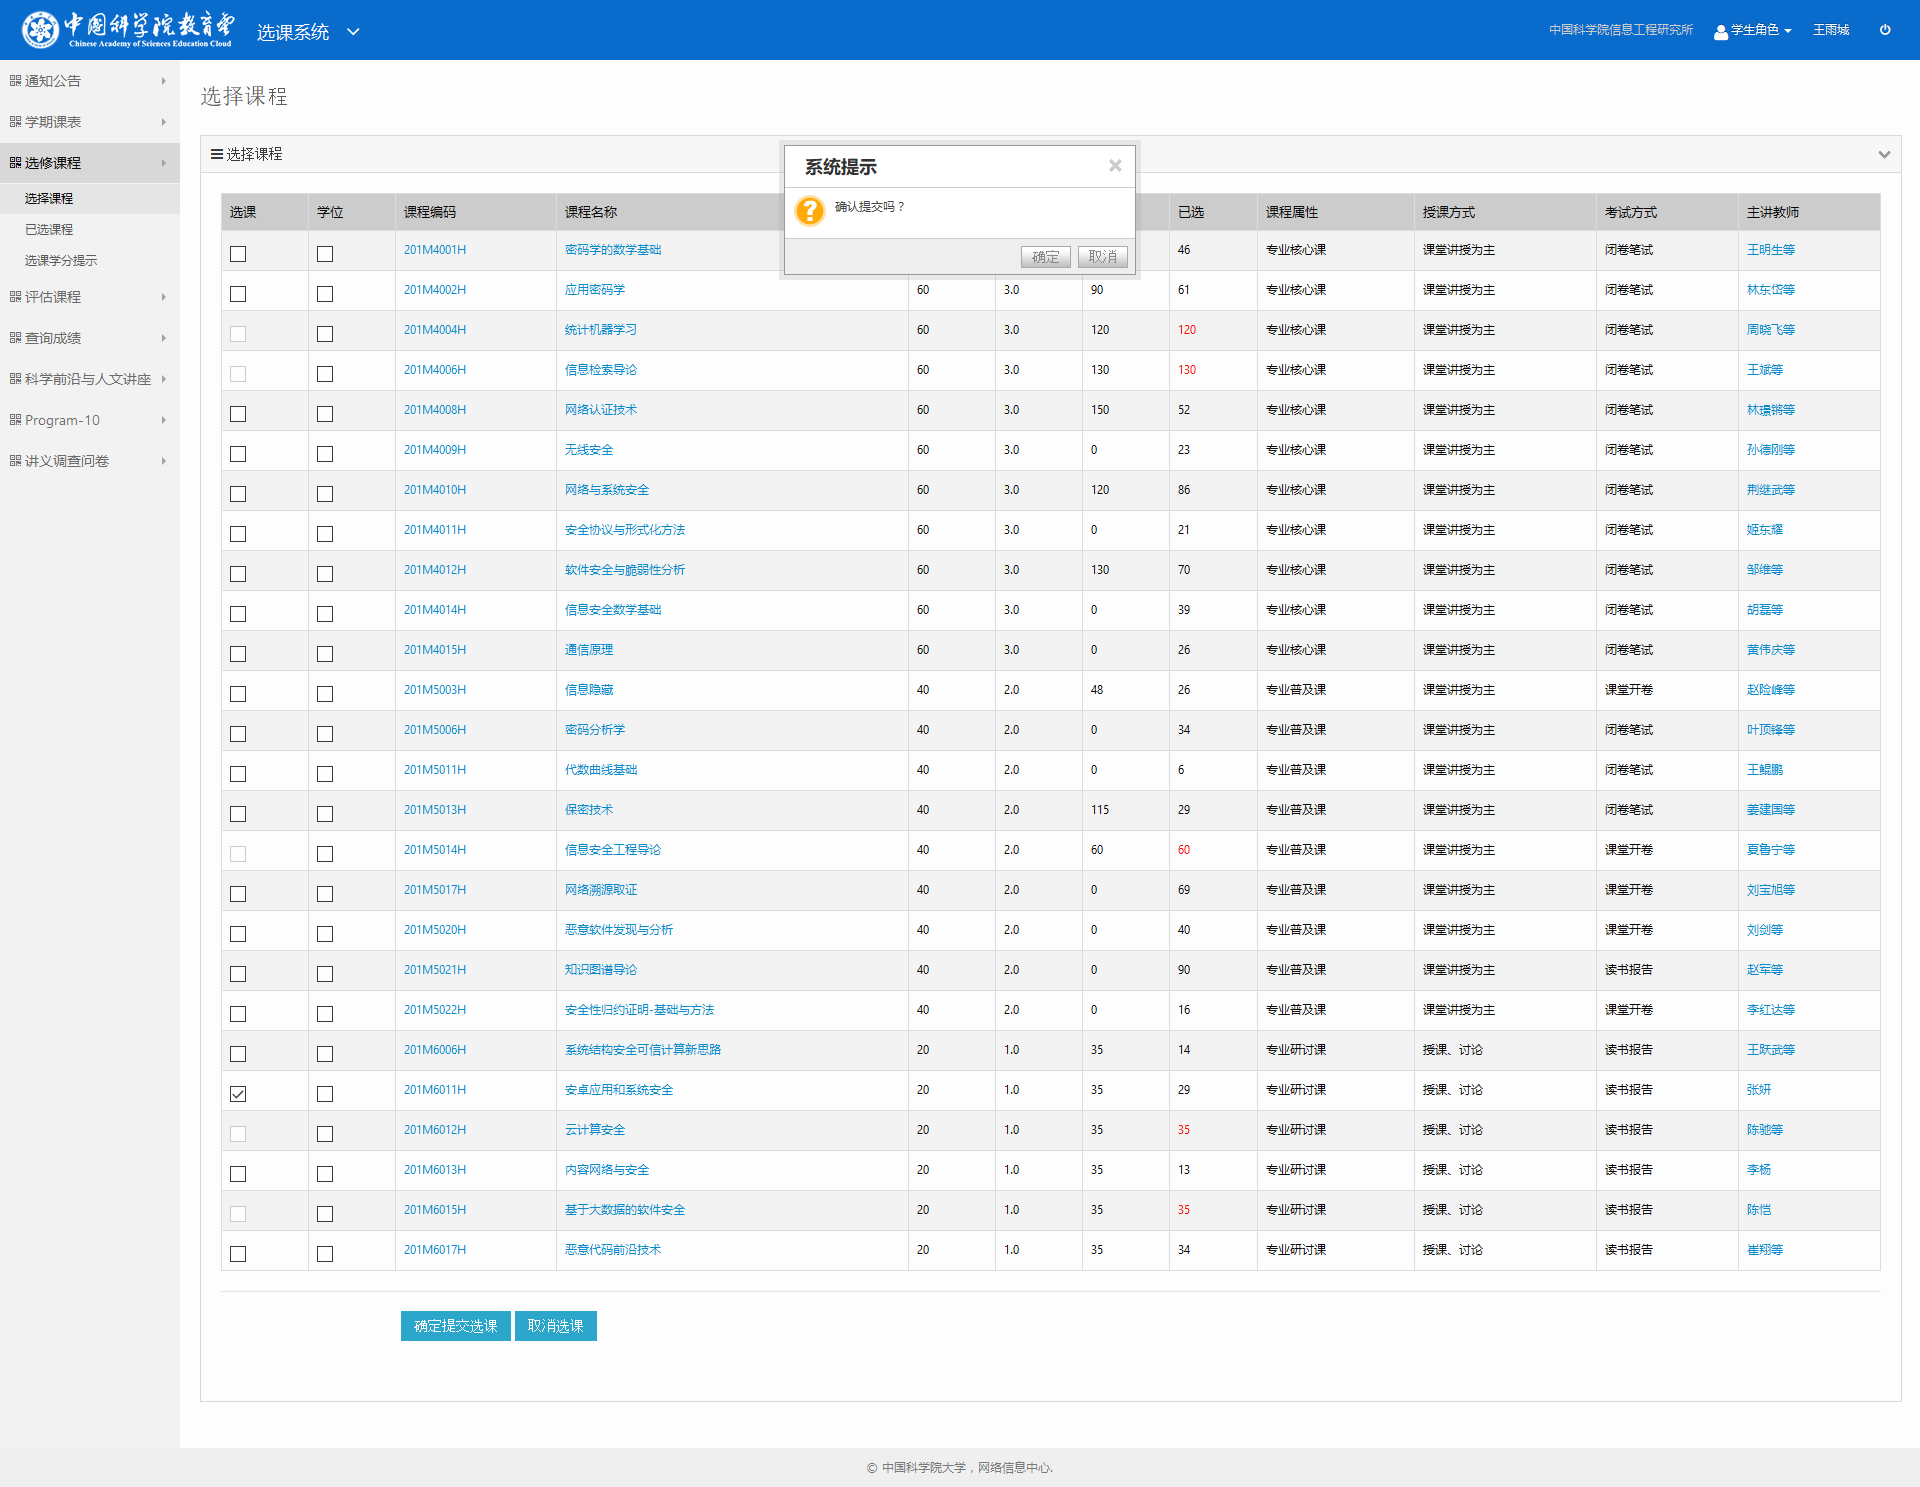 中国科学院教育云
Chinese Academy of Sciences Education Cloud
选课系统
中国科学院信息工程研究所 学生角色 王雨城
通知公告
学期课表
选修课程
选择课程
已选课程
选课学分提示
评估课程
查询成绩
科学前沿与人文讲座
Program-10
讲义调查问卷
选择课程
选择课程
系统提示
确认提交吗？
确定 取消
选课 学位 课程编码 课程名称 已选 课程属性 授课方式 考试方式 主讲教师
201M4001H 密码学的数学基础 46 专业核心课 课堂讲授为主 闭卷笔试 王明生等
201M4002H 应用密码学 60 3.0 90 61 专业核心课 课堂讲授为主 闭卷笔试 林东岱等
201M4004H 统计机器学习 60 3.0 120 120 专业核心课 课堂讲授为主 闭卷笔试 周晓飞等
201M4006H 信息检索导论 60 3.0 130 130 专业核心课 课堂讲授为主 闭卷笔试 王斌等
201M4008H 网络认证技术 60 3.0 150 52 专业核心课 课堂讲授为主 闭卷笔试 林璟锵等
201M4009H 无线安全 60 3.0 0 23 专业核心课 课堂讲授为主 闭卷笔试 孙德刚等
201M4010H 网络与系统安全 60 3.0 120 86 专业核心课 课堂讲授为主 闭卷笔试 荆继武等
201M4011H 安全协议与形式化方法 60 3.0 0 21 专业核心课 课堂讲授为主 闭卷笔试 姬东耀
201M4012H 软件安全与脆弱性分析 60 3.0 130 70 专业核心课 课堂讲授为主 闭卷笔试 邹维等
201M4014H 信息安全数学基础 60 3.0 0 39 专业核心课 课堂讲授为主 闭卷笔试 胡磊等
201M4015H 通信原理 60 3.0 0 26 专业核心课 课堂讲授为主 闭卷笔试 黄伟庆等
201M5003H 信息隐藏 40 2.0 48 26 专业普及课 课堂讲授为主 课堂开卷 赵险峰等
201M5006H 密码分析学 40 2.0 0 34 专业普及课 课堂讲授为主 闭卷笔试 叶顶锋等
201M5011H 代数曲线基础 40 2.0 0 6 专业普及课 课堂讲授为主 闭卷笔试 王鲲鹏
201M5013H 保密技术 40 2.0 115 29 专业普及课 课堂讲授为主 闭卷笔试 姜建国等
201M5014H 信息安全工程导论 40 2.0 60 60 专业普及课 课堂讲授为主 课堂开卷 夏鲁宁等
201M5017H 网络溯源取证 40 2.0 0 69 专业普及课 课堂讲授为主 课堂开卷 刘宝旭等
201M5020H 恶意软件发现与分析 40 2.0 0 40 专业普及课 课堂讲授为主 课堂开卷 刘剑等
201M5021H 知识图谱导论 40 2.0 0 90 专业普及课 课堂讲授为主 读书报告 赵军等
201M5022H 安全性归约证明-基础与方法 40 2.0 0 16 专业普及课 课堂讲授为主 课堂开卷 李红达等
201M6006H 系统结构安全可信计算新思路 20 1.0 35 14 专业研讨课 授课、讨论 读书报告 王跃武等
201M6011H 安卓应用和系统安全 20 1.0 35 29 专业研讨课 授课、讨论 读书报告 张妍
201M6012H 云计算安全 20 1.0 35 35 专业研讨课 授课、讨论 读书报告 陈驰等
201M6013H 内容网络与安全 20 1.0 35 13 专业研讨课 授课、讨论 读书报告 李杨
201M6015H 基于大数据的软件安全 20 1.0 35 35 专业研讨课 授课、讨论 读书报告 陈恺
201M6017H 恶意代码前沿技术 20 1.0 35 34 专业研讨课 授课、讨论 读书报告 崔翔等
确定提交选课 取消选课
© 中国科学院大学，网络信息中心.